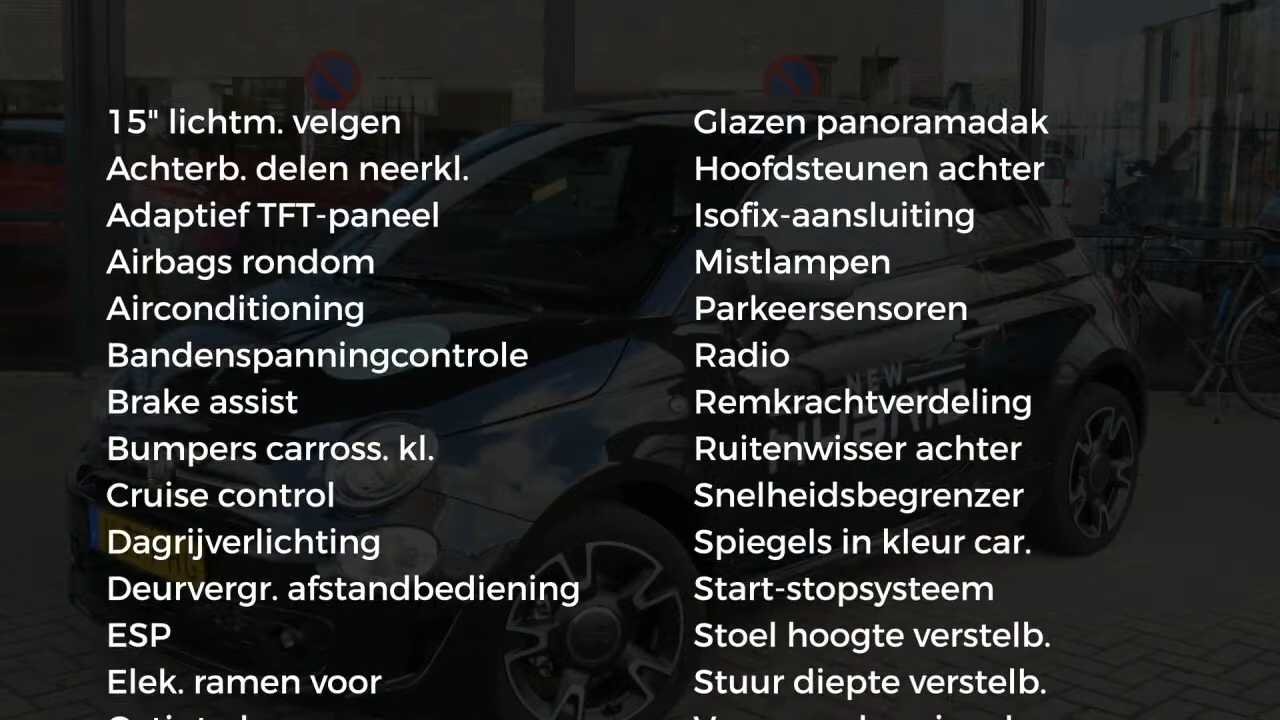 15" lichtm. velgen
Achterb. delen neerkl.
Adaptief TFT-paneel
Airbags rondom
Airconditioning
Bandenspanningcontrole
Brake assist
Bumpers carross. kl.
Cruise control
Dagrijverlichting
Deurvergr. afstandbediening
ESP
Elek. ramen voor
Glazen panoramadak
Hoofdsteunen achter
Isofix-aansluiting
Mistlampen
Parkeersensoren
Radio
Remkrachtverdeling
Ruitenwisser achter
Snelheidsbegrenzer
Spiegels in kleur car.
Start-stopsysteem
Stoel hoogte verstelb.
Stuur diepte verstelb.
NEW
HYBRID